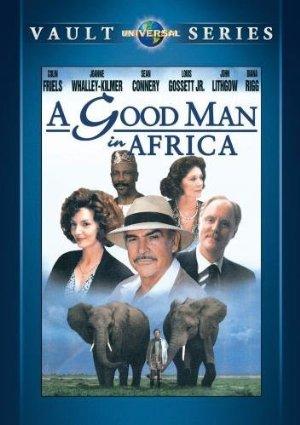 VAULT UNIVERSAL SERIES
COLIN FRIELS JOANNE WHALLEY-KILMER SEAN CONNERY LOUIS GOSSETT JR. JOHN LITHGOW DIANA RIGG
A GOOD MAN
in AFRICA